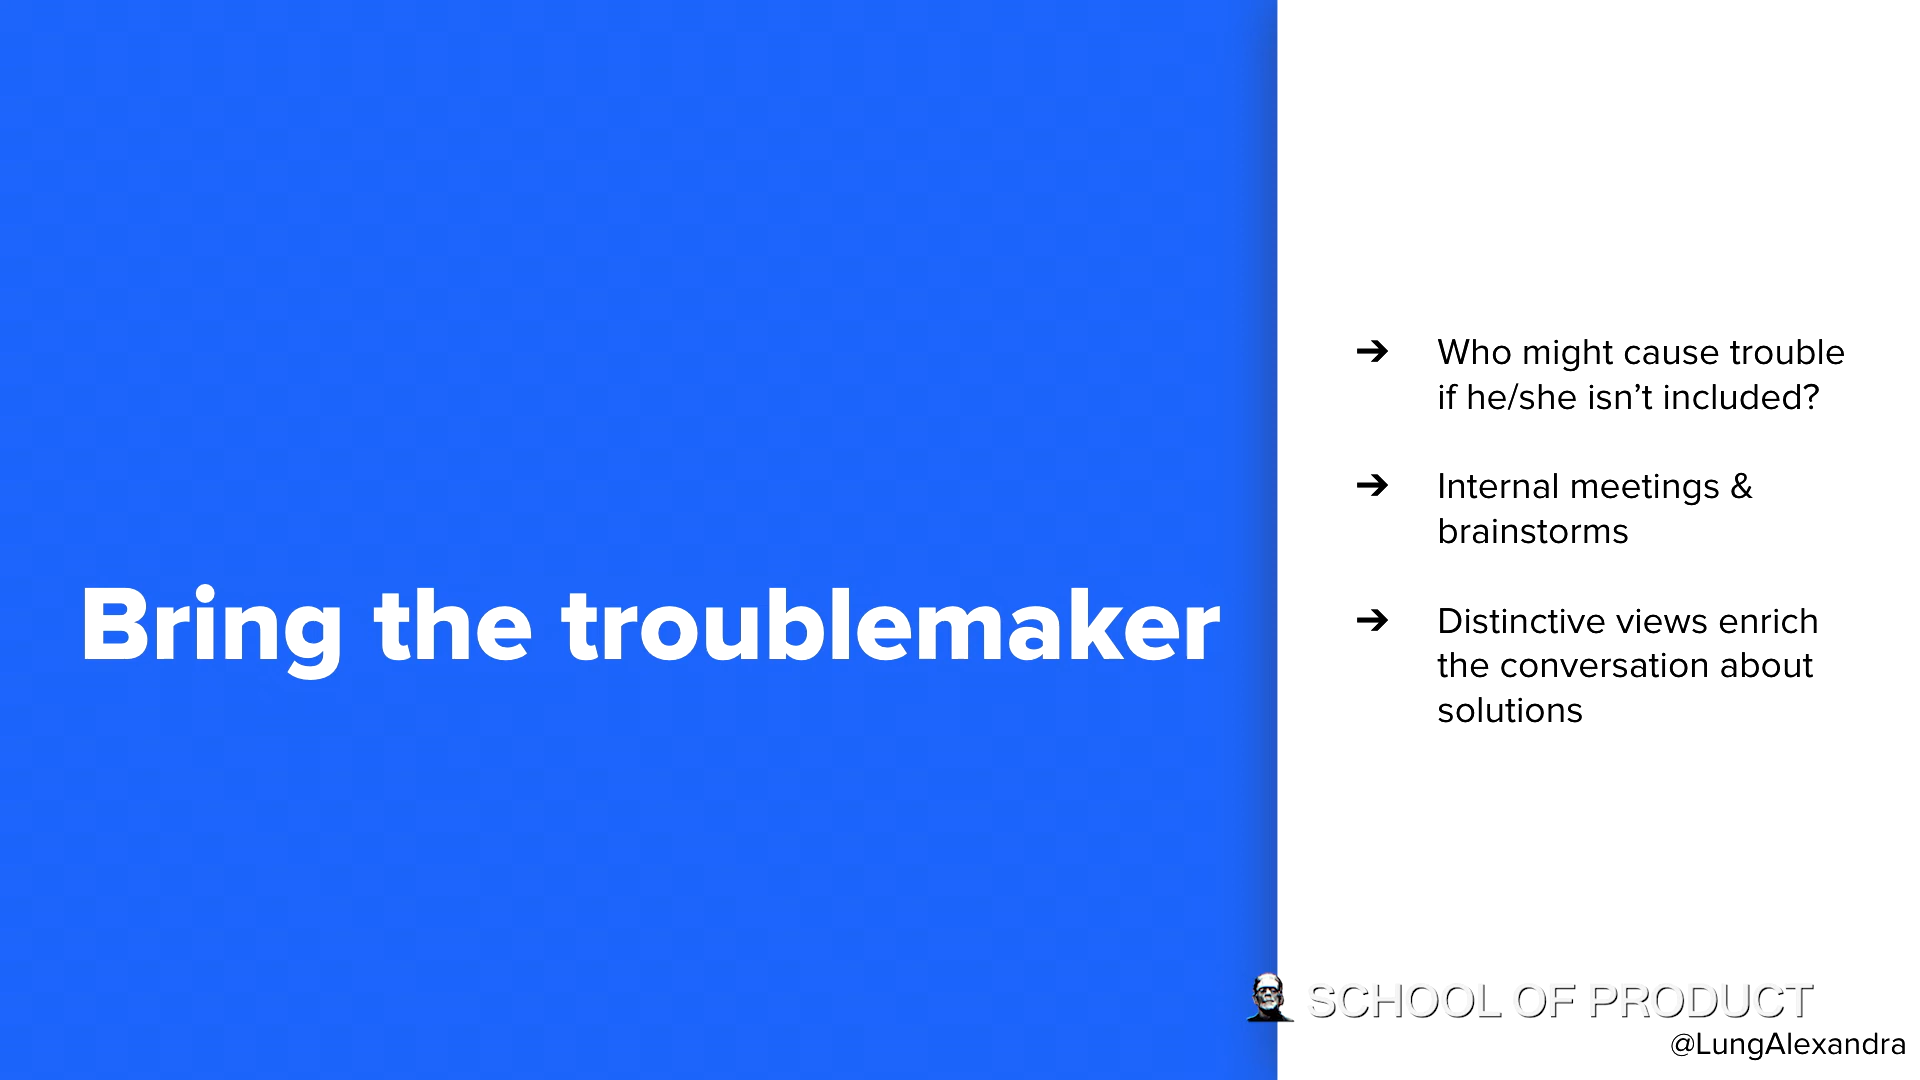 Bring the troublemaker
➔ Who might cause trouble
if he/she isn’t included?
➔ Internal meetings &
brainstorms
➔ Distinctive views enrich
the conversation about
solutions
SCHOOL OF PRODUCT
@LungAlexandra